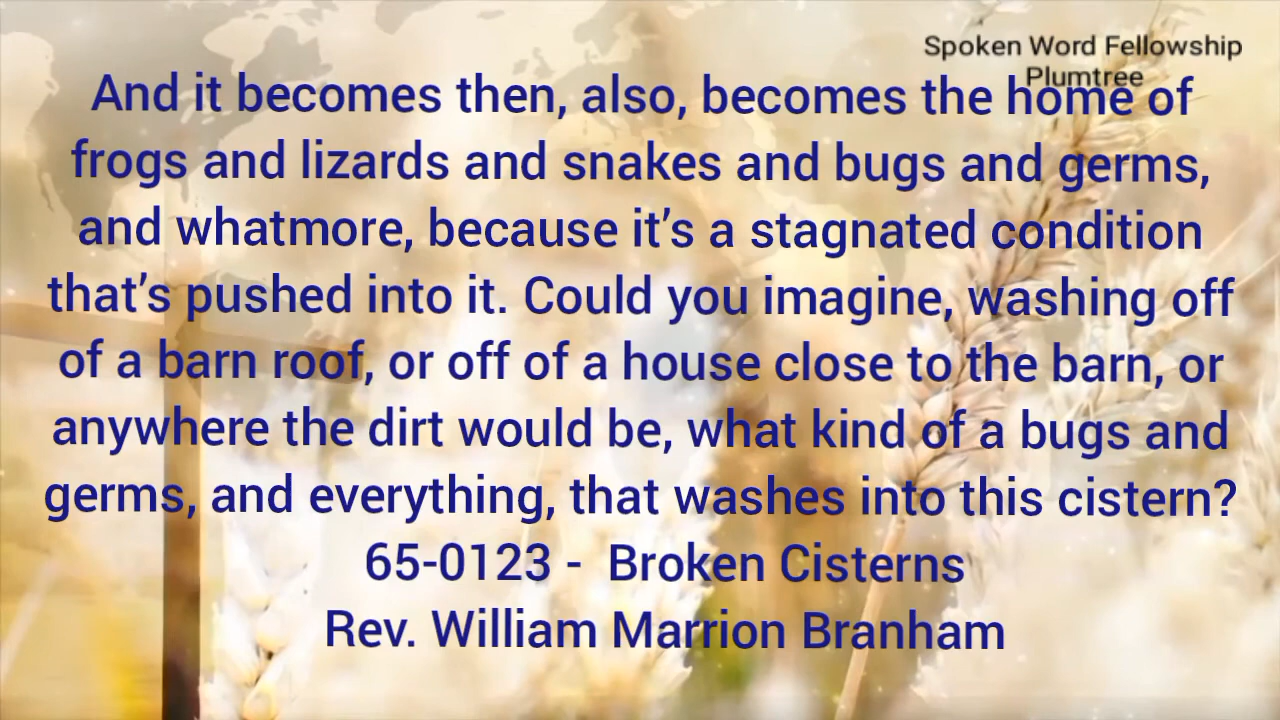 Spoken Word Fellowship
Plumtree
And it becomes then, also, becomes the home of
frogs and lizards and snakes and bugs and germs,
and whatmore, because it’s a stagnated condition
that’s pushed into it. Could you imagine, washing off
of a barn roof, or off of a house close to the barn, or
anywhere the dirt would be, what kind of a bugs and
germs, and everything, that washes into this cistern?
65-0123 - Broken Cisterns
Rev. William Marrion Branham